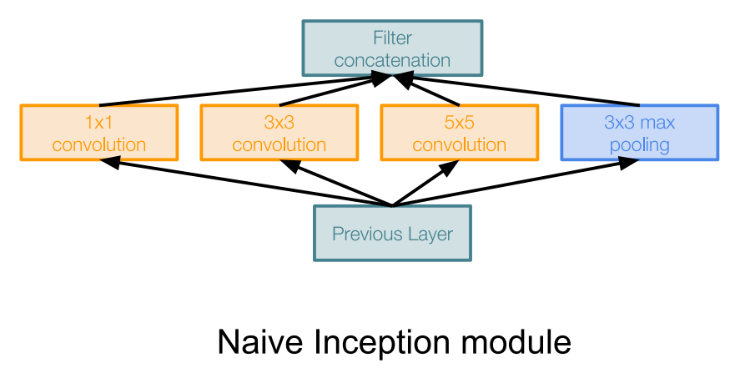 Filter
concatenation
1x1
convolution
3x3
convolution
5x5
convolution
3x3 max
pooling
Previous Layer
Naive Inception module